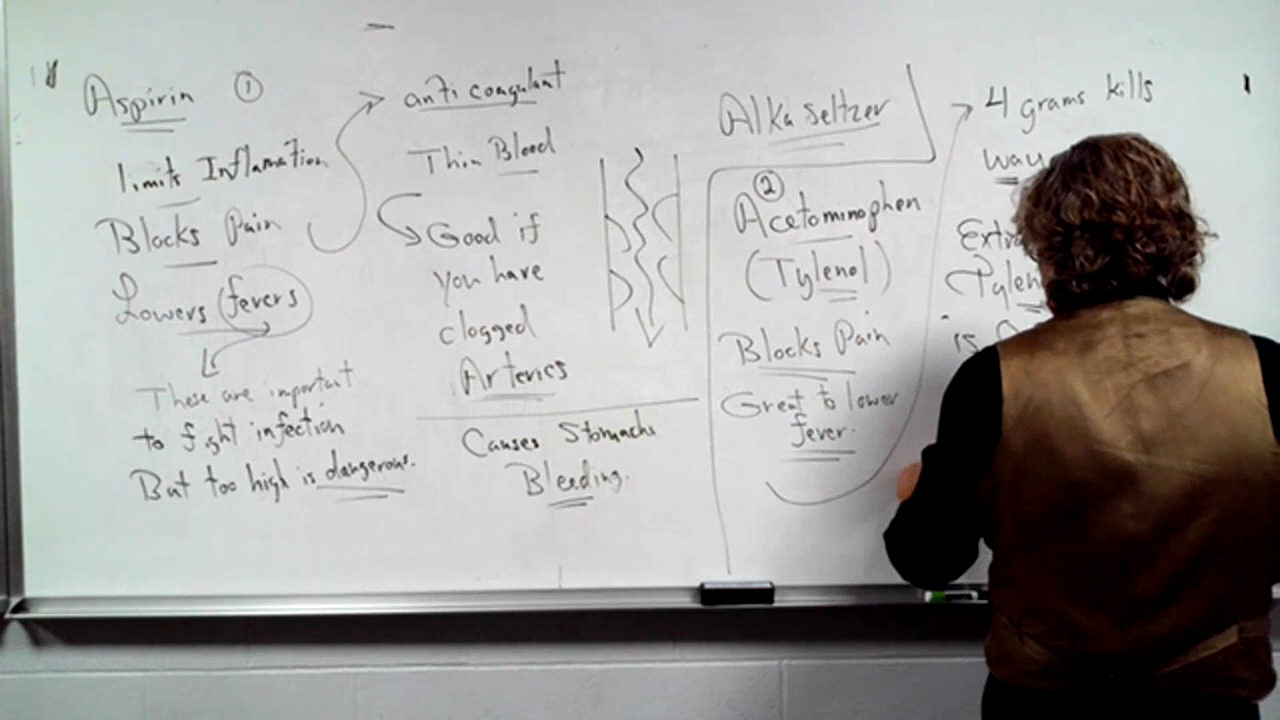 Aspirin ①
limits Inflamation
Blocks Pain
Lowers (fevers)
These are important
to fight infection
But too high is dangerous.
anti coagulant
Thin Blood
Good if
you have
clogged
Arteries
Causes Stomachs
Bleeding.
Alka Seltzer
②
Acetominophen
(Tylenol)
Blocks Pain
Great to lower
fever.
4 grams kills
is